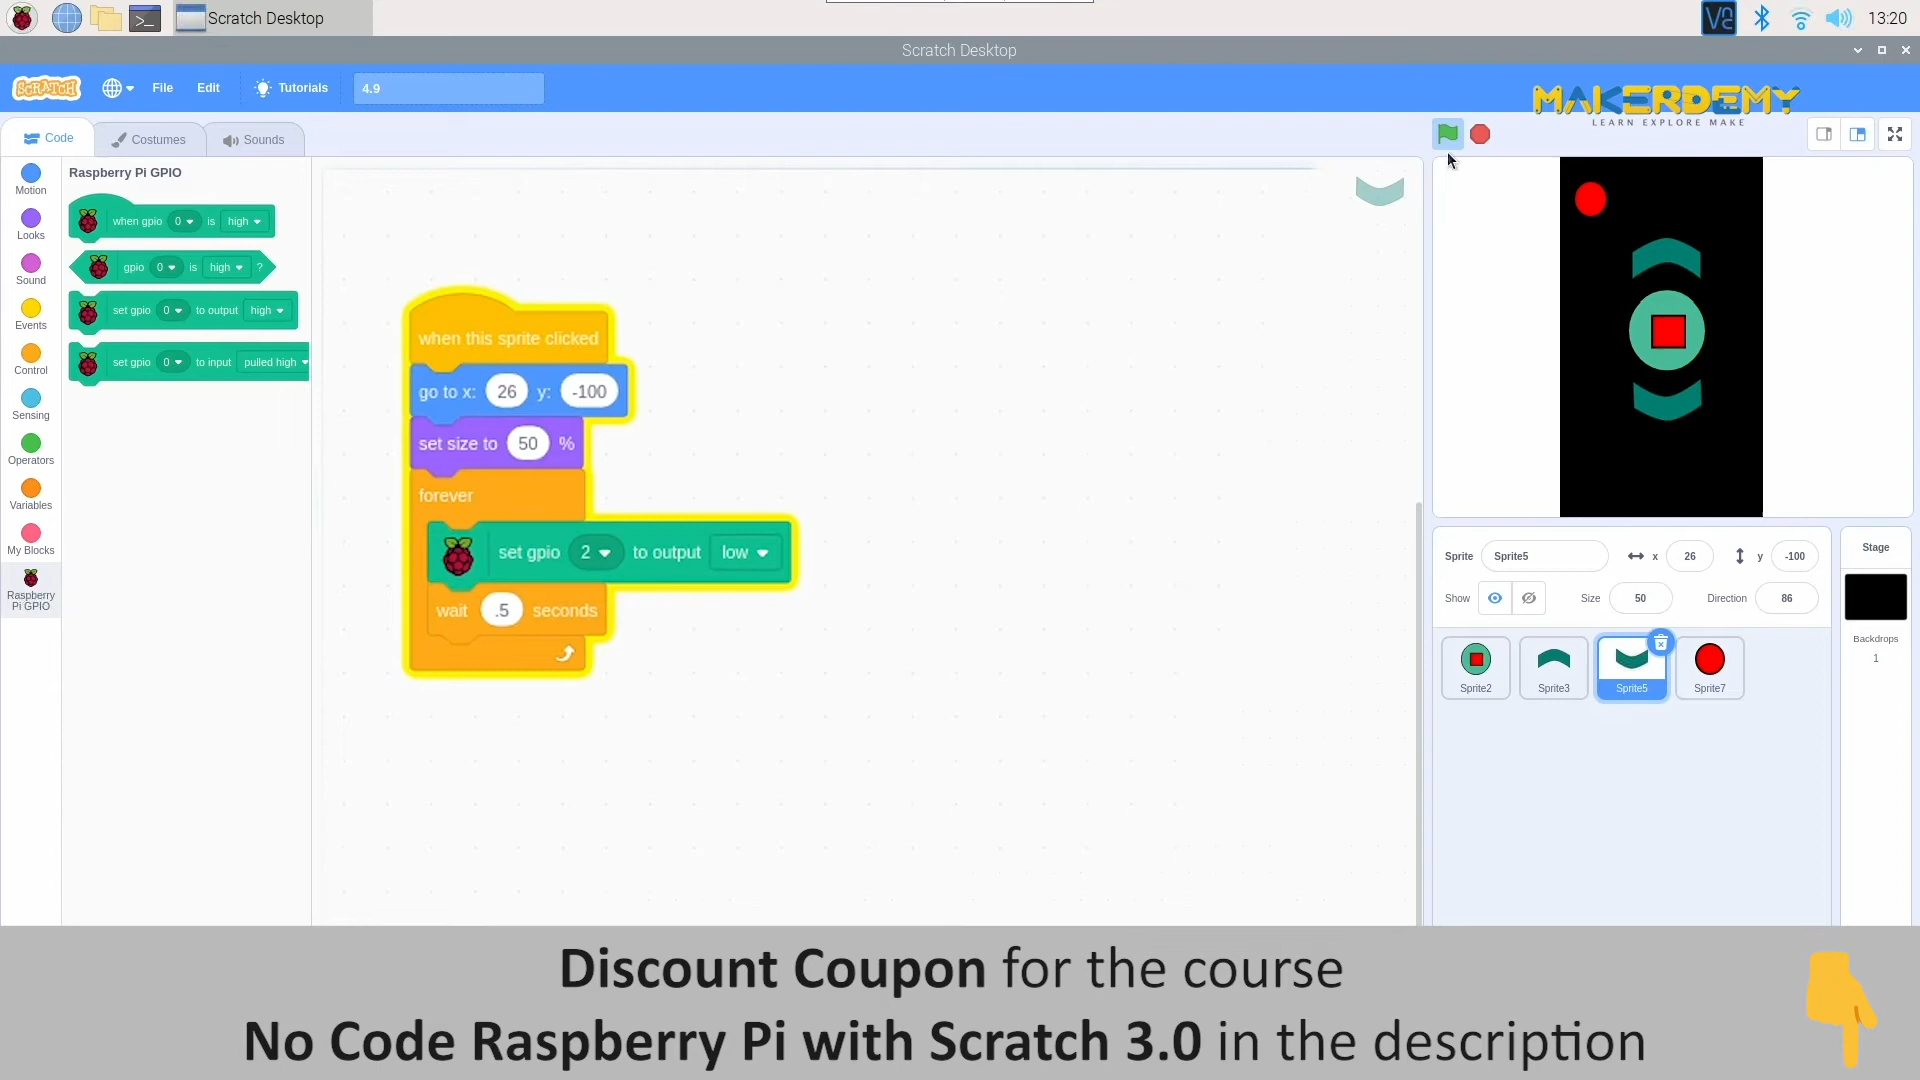 Scratch Desktop
13:20
Scratch Desktop
SCRATCH
File
Edit
Tutorials
4.9
MAKERDEMY
LEARN EXPLORE MAKE
Code
Costumes
Sounds
Motion
Looks
Sound
Events
Control
Sensing
Operators
Variables
My Blocks
Raspberry
Pi GPIO
Raspberry Pi GPIO
when gpio 0 is high
gpio 0 is high ?
set gpio 0 to output high
set gpio 0 to input pulled high
when this sprite clicked
go to x: 26 y: -100
set size to 50 %
forever
set gpio 2 to output low
wait .5 seconds
Sprite Sprite5 x 26 y -100
Show Size 50 Direction 86
Sprite2
Sprite3
Sprite5
Sprite7
Stage
Backdrops
1
Discount Coupon for the course
No Code Raspberry Pi with Scratch 3.0 in the description